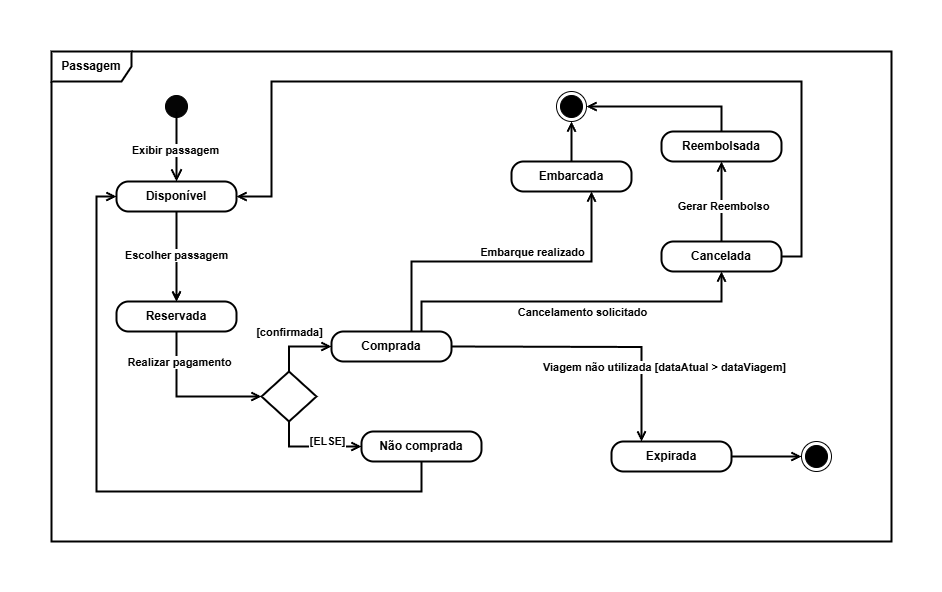 Passagem
Exibir passagem
Disponível
Escolher passagem
Reservada
Realizar pagamento
[confirmada]
Comprada
[ELSE]
Não comprada
Embarque realizado
Embarcada
Cancelamento solicitado
Cancelada
Gerar Reembolso
Reembolsada
Viagem não utilizada [dataAtual > dataViagem]
Expirada